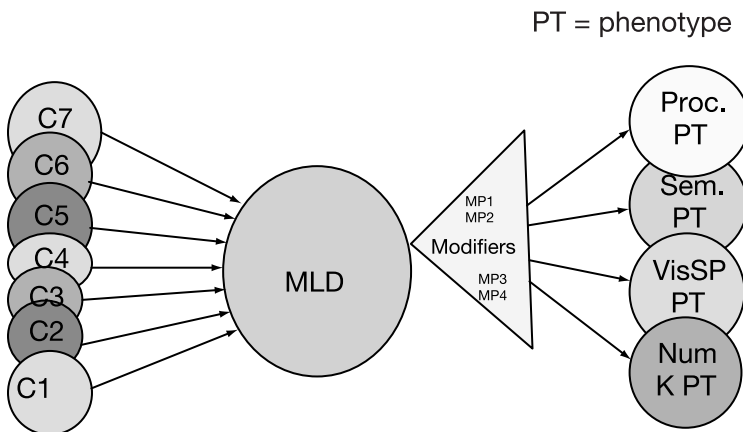 PT = phenotype
C7
C6
C5
C4
C3
C2
C1
MLD
MP1
MP2
Modifiers
MP3
MP4
Proc.
PT
Sem.
PT
VisSP
PT
Num
K PT